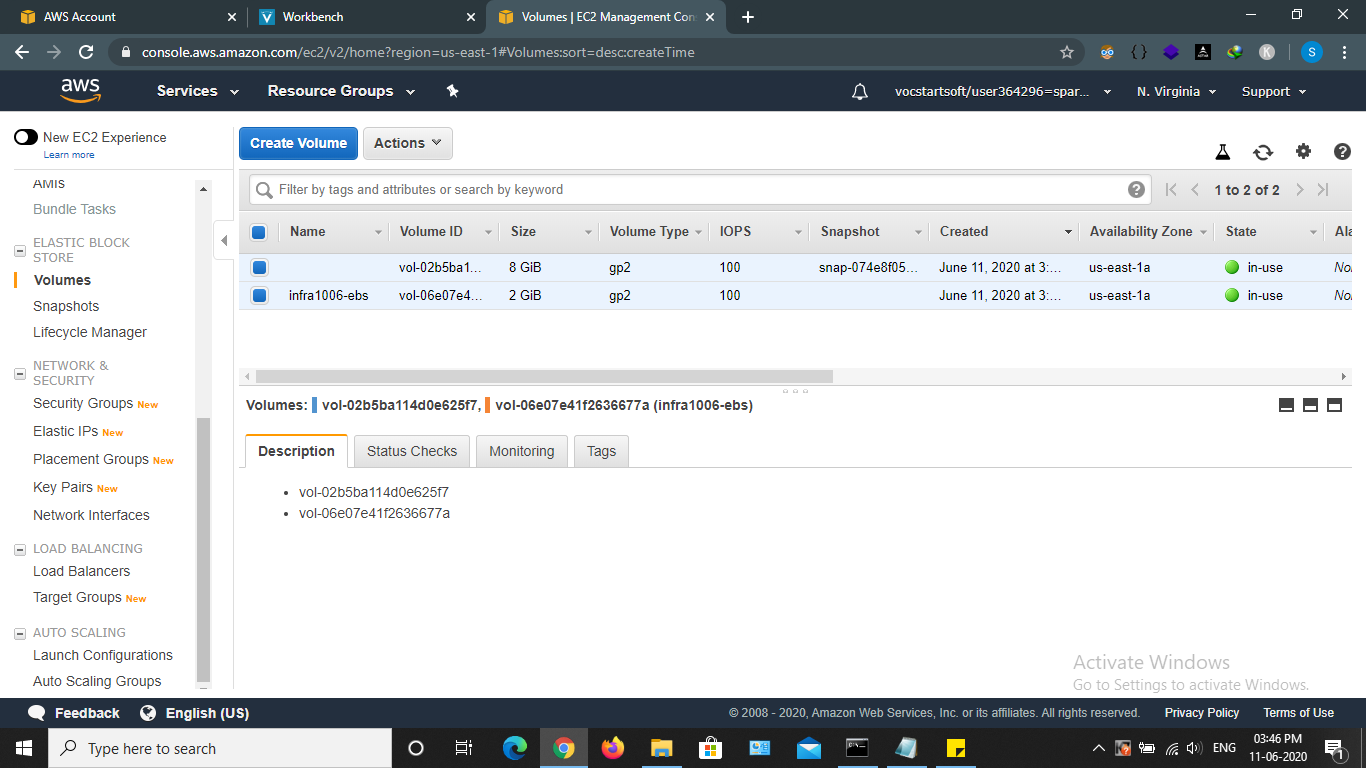 AWS Account
Workbench
Volumes | EC2 Management Con
console.aws.amazon.com/ec2/v2/home?region=us-east-1#Volumes:sort=desc:createTime
K
S
aws
Services
Resource Groups
vocstartsoft/user364296=spar...
N. Virginia
Support
New EC2 Experience
Learn more
Create Volume
Actions
AMIs
Bundle Tasks
ELASTIC BLOCK
STORE
Volumes
Snapshots
Lifecycle Manager
NETWORK &
SECURITY
Security Groups New
Elastic IPs New
Placement Groups New
Key Pairs New
Network Interfaces
LOAD BALANCING
Load Balancers
Target Groups New
AUTO SCALING
Launch Configurations
Auto Scaling Groups
Filter by tags and attributes or search by keyword
1 to 2 of 2
Name Volume ID Size Volume Type IOPS Snapshot Created Availability Zone State Ala
vol-02b5ba1... 8 GiB gp2 100 snap-074e8f05... June 11, 2020 at 3:... us-east-1a in-use No
infra1006-ebs vol-06e07e4... 2 GiB gp2 100 June 11, 2020 at 3:... us-east-1a in-use No
Volumes: vol-02b5ba114d0e625f7, vol-06e07e41f2636677a (infra1006-ebs)
Description Status Checks Monitoring Tags
• vol-02b5ba114d0e625f7
• vol-06e07e41f2636677a
Activate Windows
Go to Settings to activate Windows.
Feedback
English (US)
© 2008 - 2020, Amazon Web Services, Inc. or its affiliates. All rights reserved.
Privacy Policy
Terms of Use
Type here to search
ENG
03:46 PM
11-06-2020
1